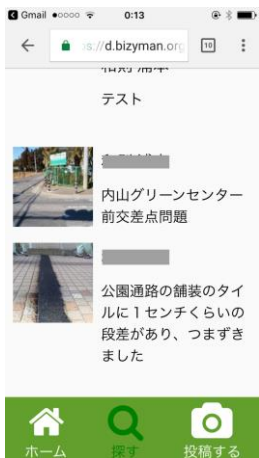 Gmail
0:13
s://d.bizyman.org
10
テスト
内山グリーンセンター
前交差点問題
公園通路の舗装のタイ
ルに１センチくらいの
段差があり、つまずき
ました
ホーム
探す
投稿する